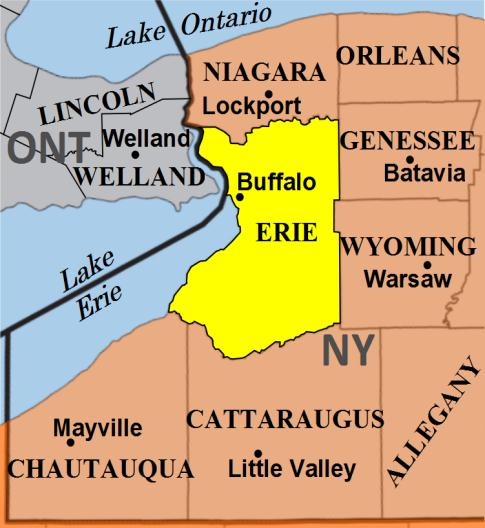 Lake Ontario
ORLEANS
NIAGARA
Lockport
LINCOLN
ONT
Welland
WELLAND
GENESSEE
Batavia
Buffalo
ERIE
WYOMING
Warsaw
Lake
Erie
NY
ALLEGANY
CATTARAUGUS
Little Valley
Mayville
CHAUTAUQUA